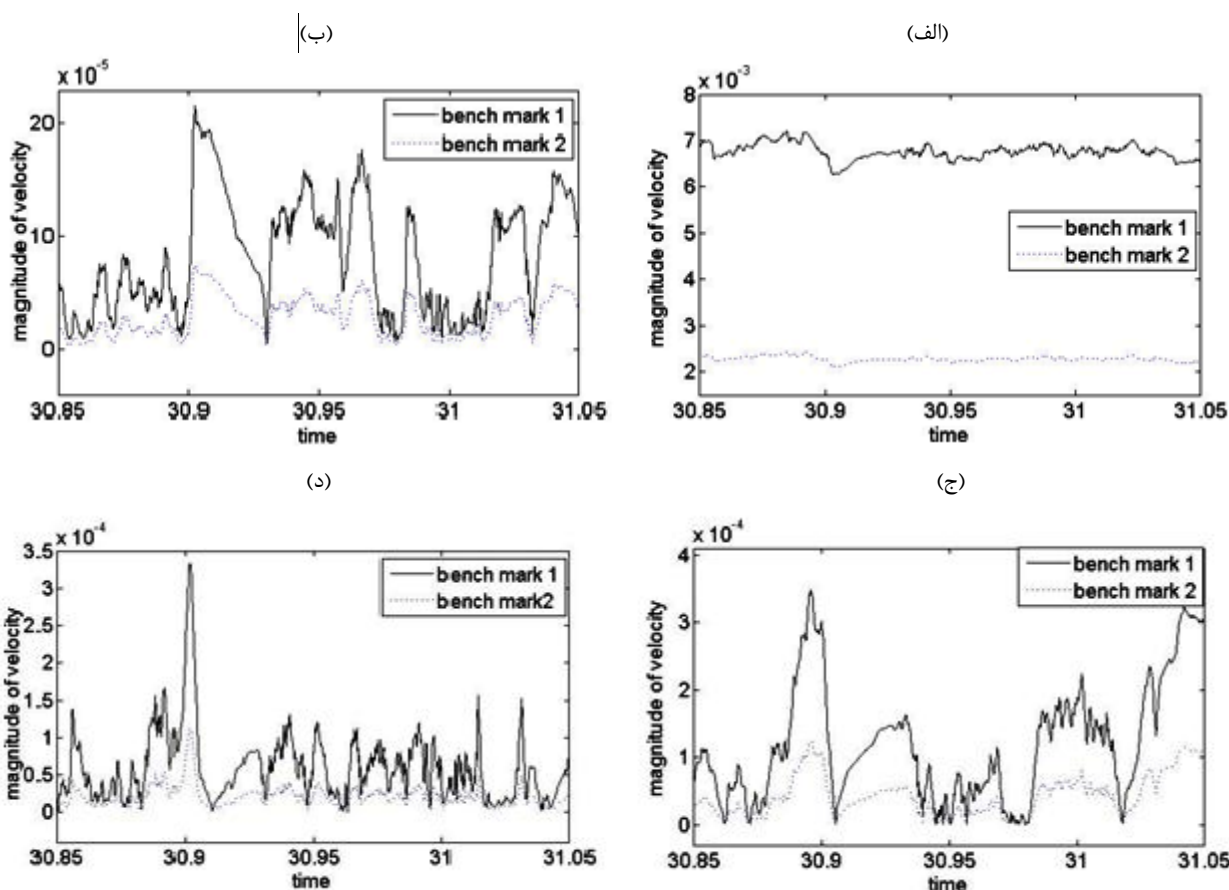 (الف)
x 10^-3
8
7
6
5
4
3
2
magnitude of velocity
bench mark 1
bench mark 2
30.85 30.9 30.95 31 31.05
time
(ب)
x 10^-5
20
10
0
magnitude of velocity
bench mark 1
bench mark 2
30.85 30.9 30.95 31 31.05
time
(ج)
x 10^-4
4
3
2
1
0
magnitude of velocity
bench mark 1
bench mark 2
30.85 30.9 30.95 31 31.05
time
(د)
x 10^-4
3.5
3
2.5
2
1.5
1
0.5
0
magnitude of velocity
bench mark 1
bench mark2
30.85 30.9 30.95 31 31.05
time